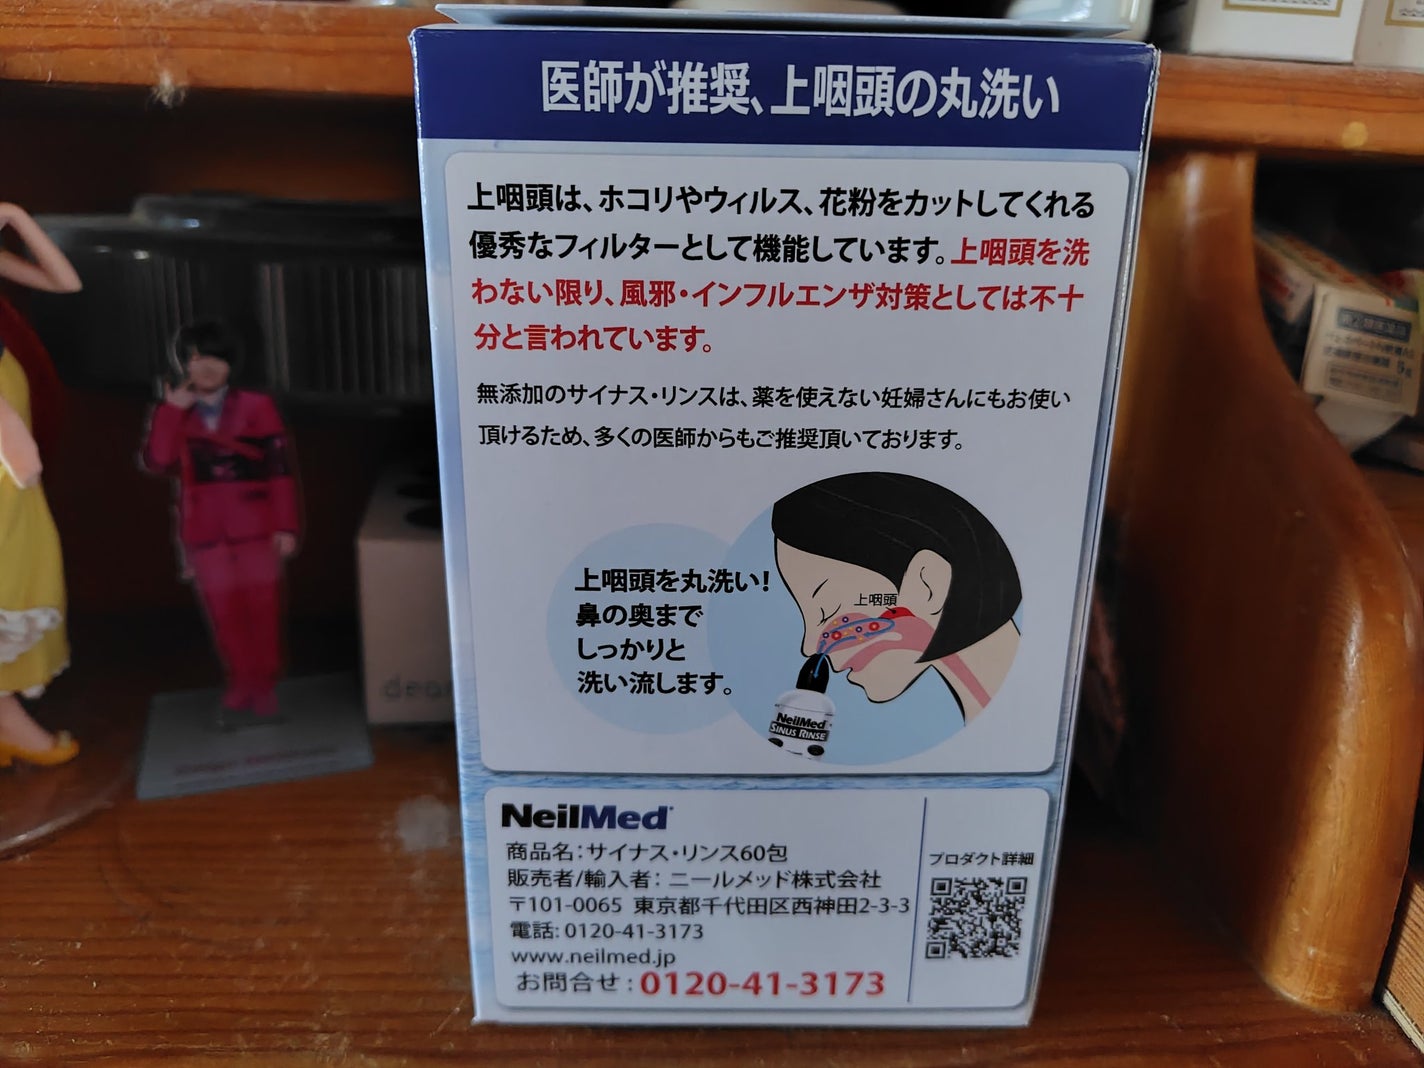 医師が推奨、上咽頭の丸洗い
上咽頭は、ホコリやウィルス、花粉をカットしてくれる
優秀なフィルターとして機能しています。上咽頭を洗
わない限り、風邪・インフルエンザ対策としては不十
分と言われています。
無添加のサイナス・リンスは、薬を使えない妊婦さんにもお使い
頂けるため、多くの医師からもご推奨頂いております。
上咽頭を丸洗い!
鼻の奥まで
しっかりと
洗い流します。
上咽頭
NeilMed
SINUS RINSE
NeilMed
商品名:サイナス・リンス60包
販売者/輸入者: ニールメッド株式会社
〒101-0065 東京都千代田区西神田2-3-3
電話: 0120-41-3173
www.neilmed.jp
お問合せ : 0120-41-3173
プロダクト詳細